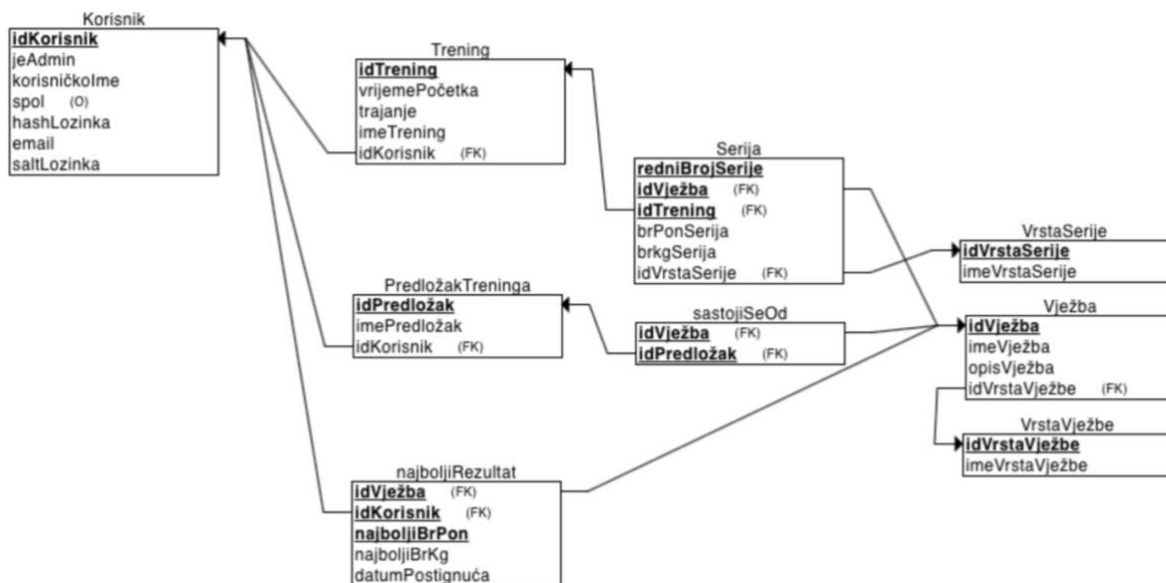 Korisnik
idKorisnik
jeAdmin
korisničkoIme
spol (O)
hashLozinka
email
saltLozinka
Trening
idTrening
vrijemePočetka
trajanje
imeTrening
idKorisnik (FK)
Serija
redniBrojSerije
idVježba (FK)
idTrening (FK)
brPonSerija
brkgSerija
idVrstaSerije (FK)
VrstaSerije
idVrstaSerije
imeVrstaSerije
PredložakTreninga
idPredložak
imePredložak
idKorisnik (FK)
sastojiSeOd
idVježba (FK)
idPredložak (FK)
Vježba
idVježba
imeVježba
opisVježba
idVrstaVježbe (FK)
VrstaVježbe
idVrstaVježbe
imeVrstaVježbe
najboljiRezultat
idVježba (FK)
idKorisnik (FK)
najboljiBrPon
najboljiBrKg
datumPostignuća